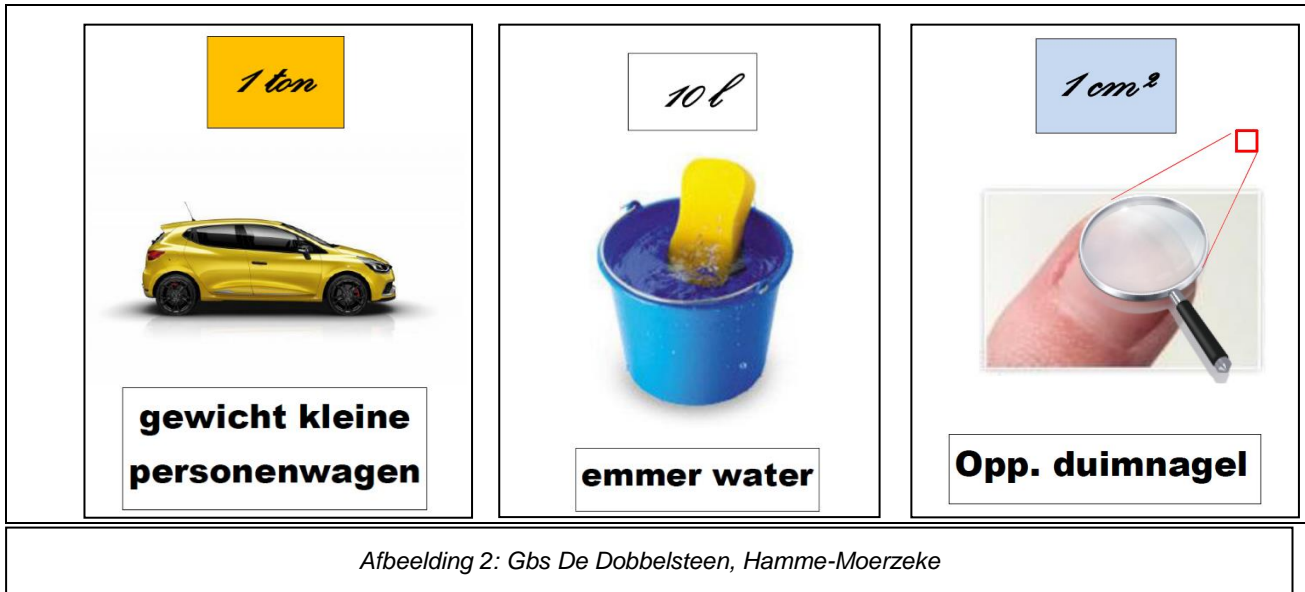 1 ton
gewicht kleine
personenwagen
10 l
emmer water
1 cm²
Opp. duimnagel
Afbeelding 2: Gbs De Dobbelsteen, Hamme-Moerzeke